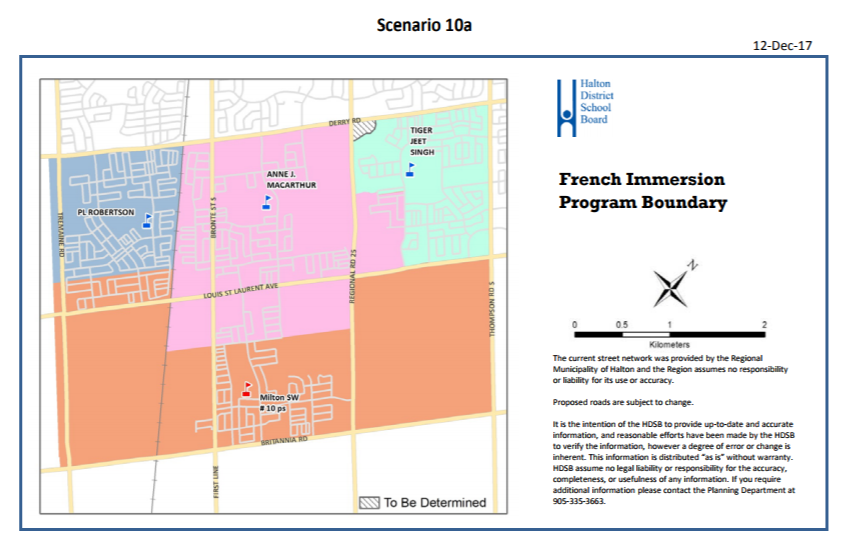 Scenario 10a
12-Dec-17
DERRY RD
TIGER
JEET
SINGH
ANNE J.
MACARTHUR
PL ROBERTSON
TREMAINE RD
BRONTE ST S
REGIONAL RD 25
LOUIS ST LAURENT AVE
THOMPSON RD S
Milton SW
# 10 ps
BRITANNIA RD
FIRST LINE
To Be Determined
Halton
District
School
Board
French Immersion
Program Boundary
N
0 0.5 1 2
Kilometers
The current street network was provided by the Regional
Municipality of Halton and the Region assumes no responsibility
or liability for its use or accuracy.
Proposed roads are subject to change.
It is the intention of the HDSB to provide up-to-date and accurate
information, and reasonable efforts have been made by the HDSB
to verify the information, however a degree of error or change is
inherent. This information is distributed "as is" without warranty.
HDSB assume no legal liability or responsibility for the accuracy,
completeness, or usefulness of any information. If you require
additional information please contact the Planning Department at
905-335-3663.